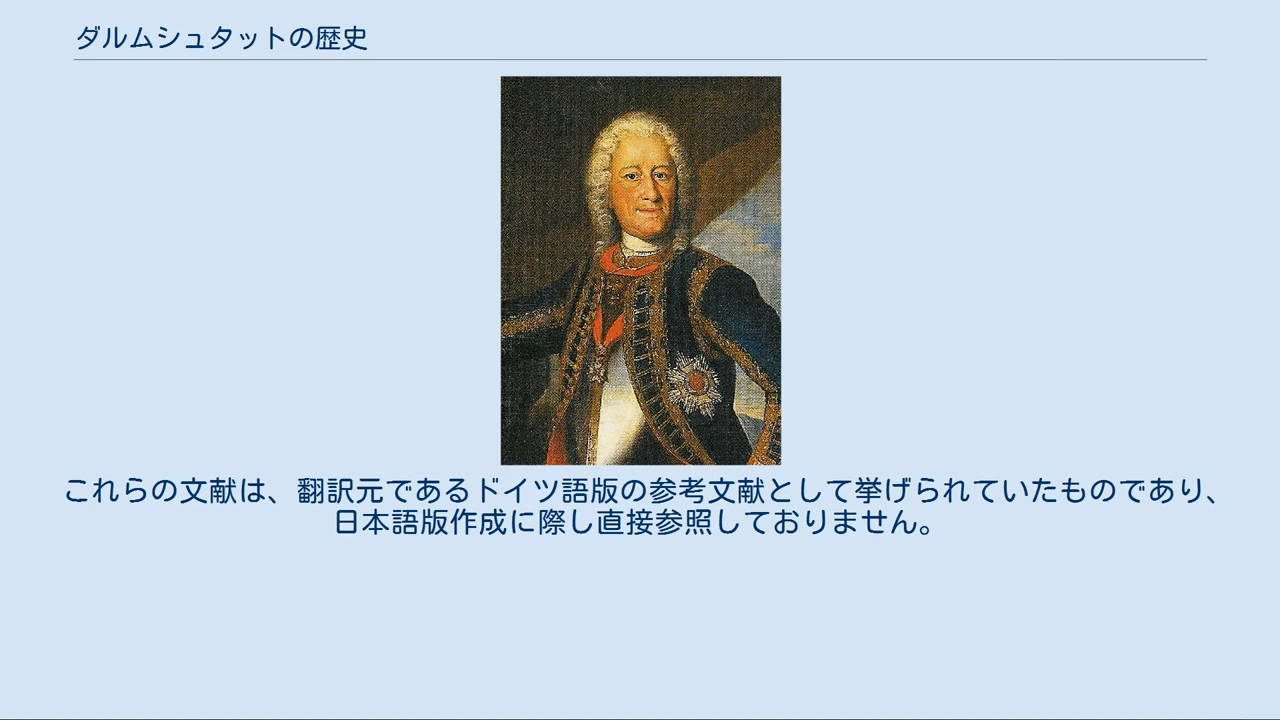 ダルムシュタットの歴史
これらの文献は、翻訳元であるドイツ語版の参考文献として挙げられていたものであり、
日本語版作成に際し直接参照しておりません。